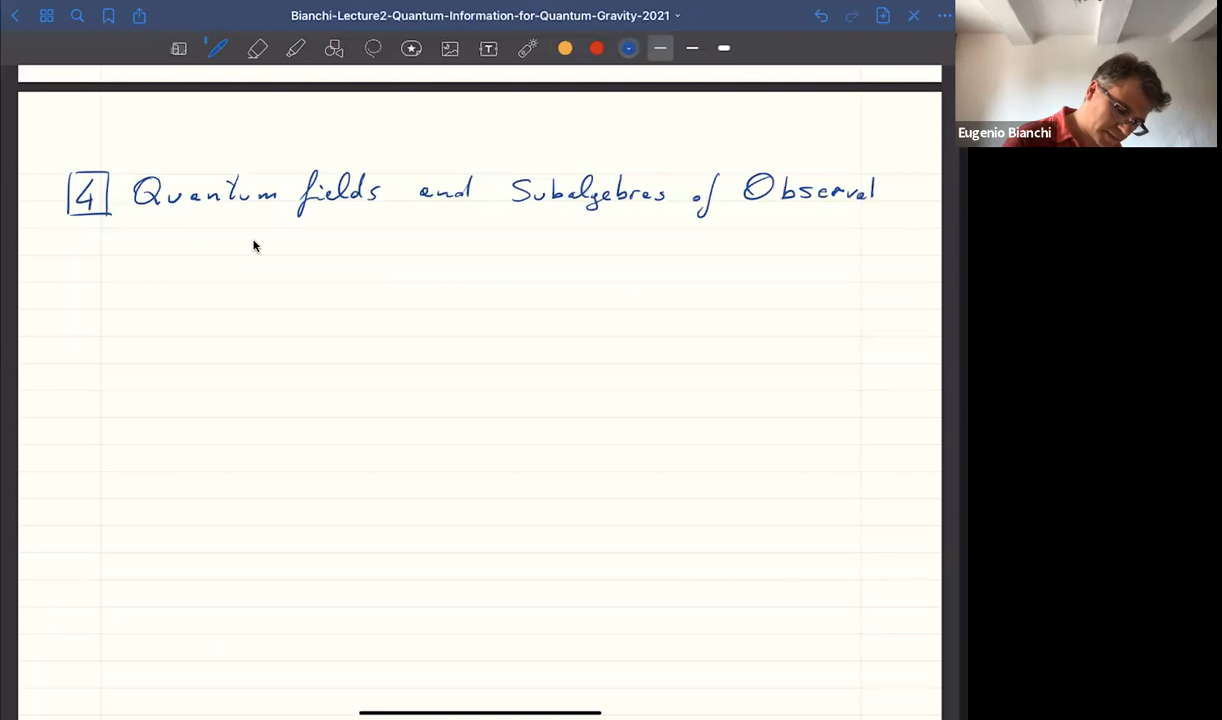 Bianchi-Lecture2-Quantum-Information-for-Quantum-Gravity-2021
Eugenio Bianchi
4 Quantum fields and Subalgebras of Observal